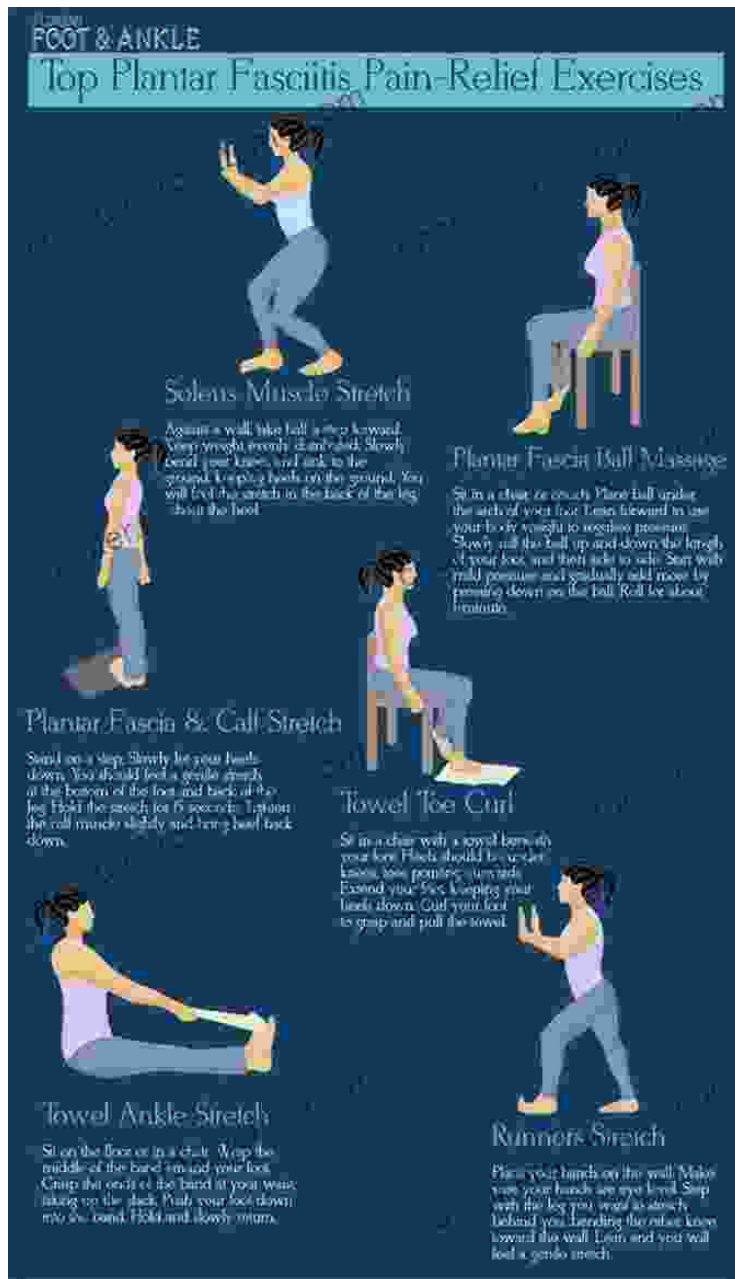 FOOT & ANKLE
Top Plantar Fasciitis Pain-Relief Exercises
Soleus Muscle Stretch
Against a wall, take half a step forward.
Keep weight evenly distributed. Slowly
bend your knees and sink to the
ground, keeping heels on the ground. You
will feel the stretch in the back of the leg
about the heel.
Plantar Fascia Ball Massage
Sit in a chair or couch. Place ball under
the arch of your foot. Lean forward to use
your body weight to regulate pressure.
Slowly roll the ball up and down the length
of your foot, and then side to side. Start with
mild pressure and gradually add more by
pressing down on the ball. Roll for about
1 minute.
Plantar Fascia & Calf Stretch
Stand on a step. Slowly let your heels
down. You should feel a gentle stretch
at the bottom of the foot and back of the
leg. Hold the stretch for 15 seconds. Tighten
the calf muscle slightly and bring heel back
down.
Towel Toe Curl
Sit in a chair with a towel beneath
your foot. Heels should be under
knees, toes pointing
Extend your toes, keeping your
heels down. Curl your foot
to grasp and pull the towel.
Towel Ankle Stretch
Sit on the floor or in a chair. Wrap the
middle of the band around your foot.
Grasp the ends of the band at your waist,
taking up the slack. Push your foot down
into the band. Hold and slowly return.
Runners Stretch
Place your hands on the wall. Make
sure your hands are eye level. Step
with the leg you want to stretch
behind you, bending the other knee
toward the wall. Lean and you will
feel a gentle stretch.